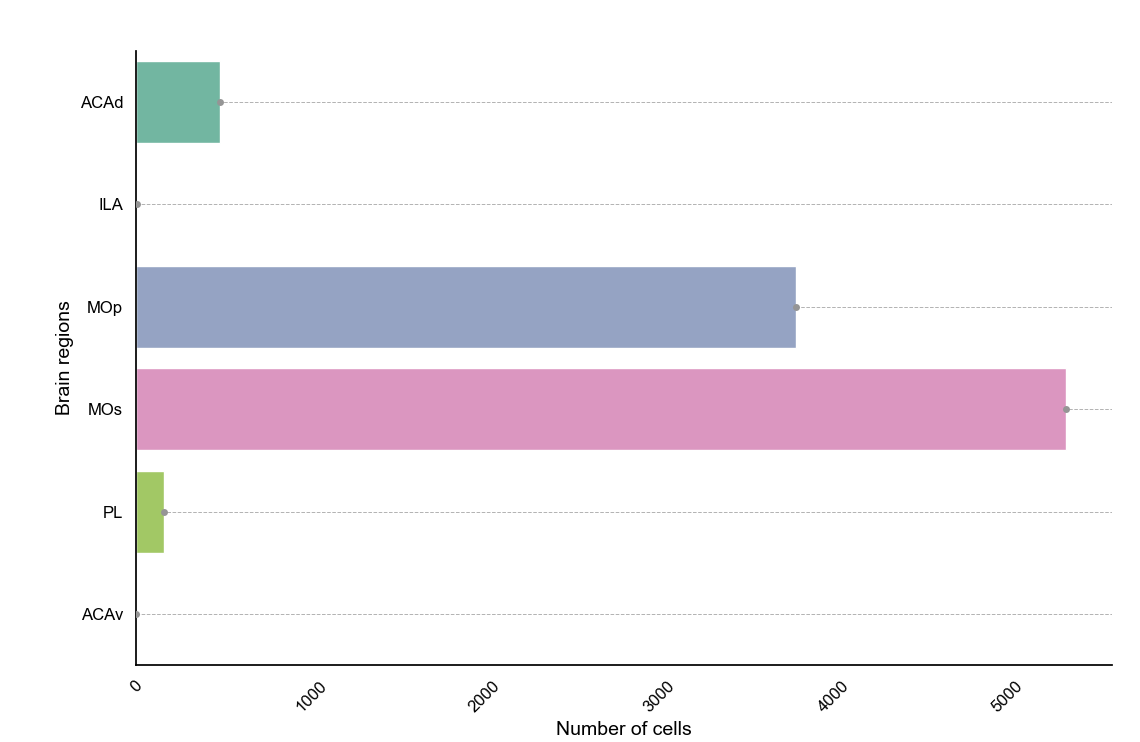 ACAd
ILA
MOp
MOs
PL
ACAv
Brain regions
0
1000
2000
3000
4000
5000
Number of cells